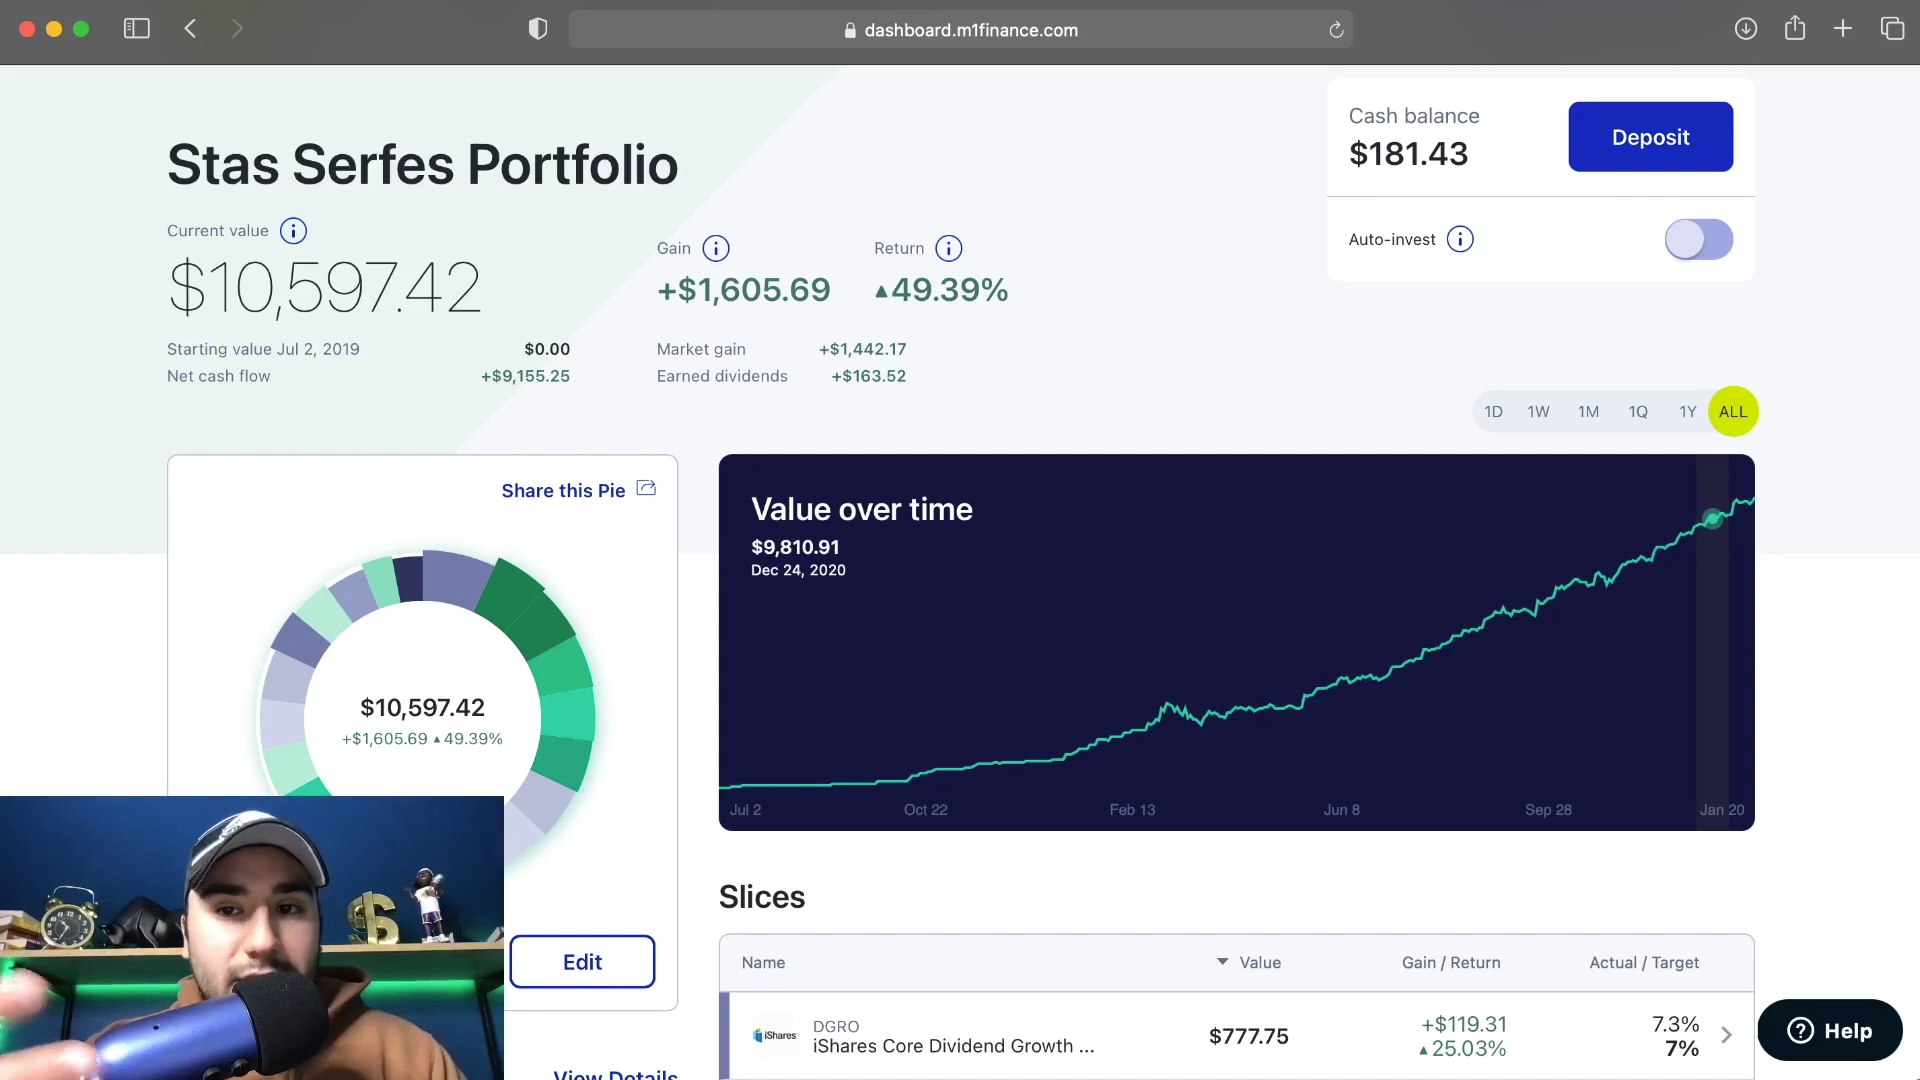 dashboard.m1finance.com
Stas Serfes Portfolio
Cash balance
$181.43
Deposit
Auto-invest
Current value
$10,597.42
Starting value Jul 2, 2019 $0.00
Net cash flow +$9,155.25
Gain
+$1,605.69
Return
▲49.39%
Market gain +$1,442.17
Earned dividends +$163.52
1D 1W 1M 1Q 1Y ALL
Share this Pie
$10,597.42
+$1,605.69 ▲49.39%
Edit
View Details
Value over time
$9,810.91
Dec 24, 2020
Jul 2 Oct 22 Feb 13 Jun 8 Sep 28 Jan 20
Slices
Name Value Gain / Return Actual / Target
iShares
DGRO
iShares Core Dividend Growth ...
$777.75
+$119.31
▲25.03%
7.3%
7%
Help